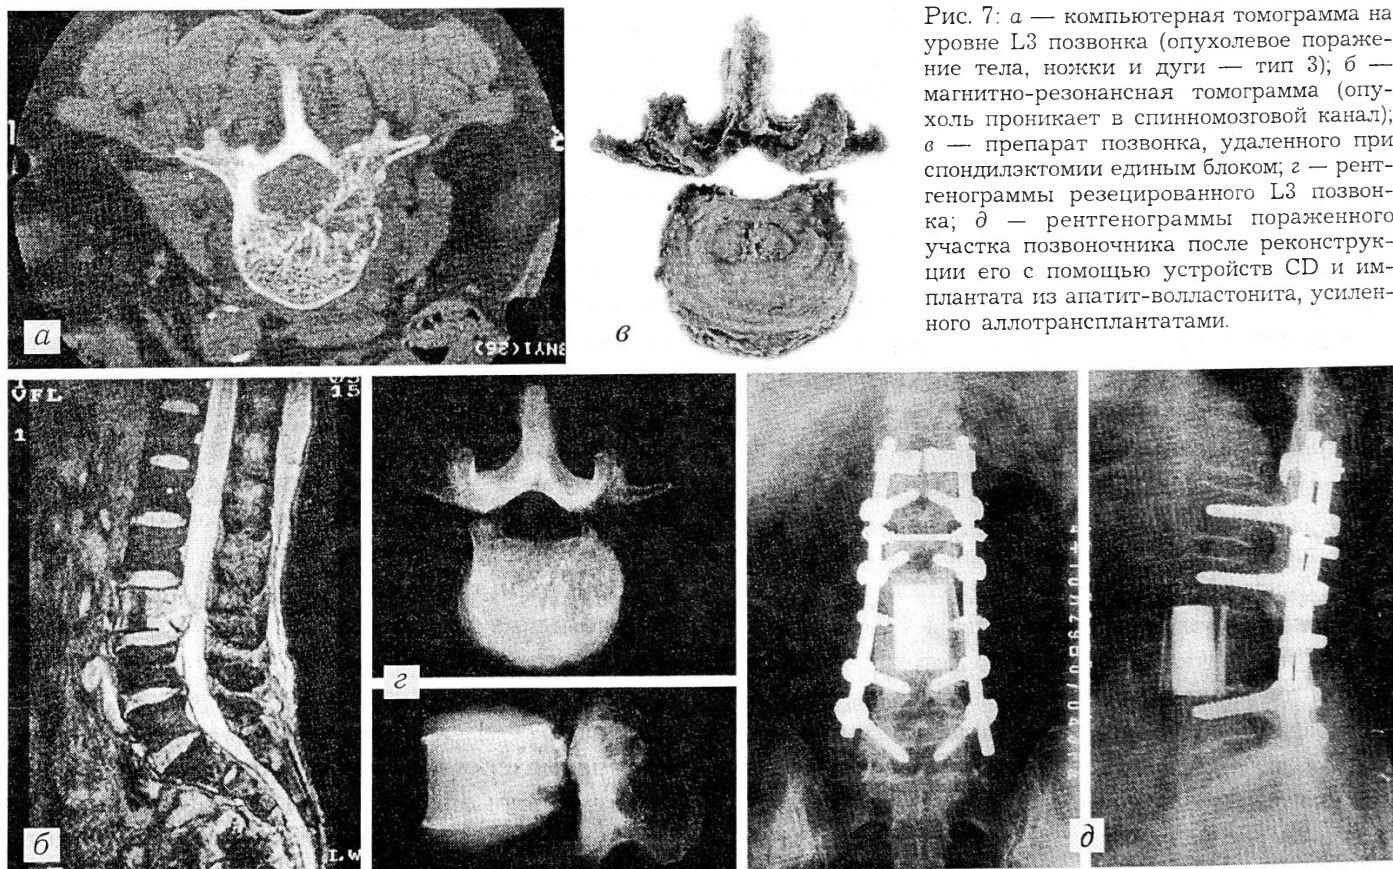 Рис. 7: а — компьютерная томограмма на
уровне L3 позвонка (опухолевое пораже-
ние тела, ножки и дуги — тип 3); б —
магнитно-резонансная томограмма (опу-
холь проникает в спинномозговой канал);
в — препарат позвонка, удаленного при
спондилэктомии единым блоком; г — рент-
генограммы резецированного L3 позвон-
ка; д — рентгенограммы пораженного
участка позвоночника после реконструк-
ции его с помощью устройств CD и им-
плантата из апатит-волластонита, усилен-
ного аллотрансплантатами.
а
в
VFL
15
1
г
б
I.W
д